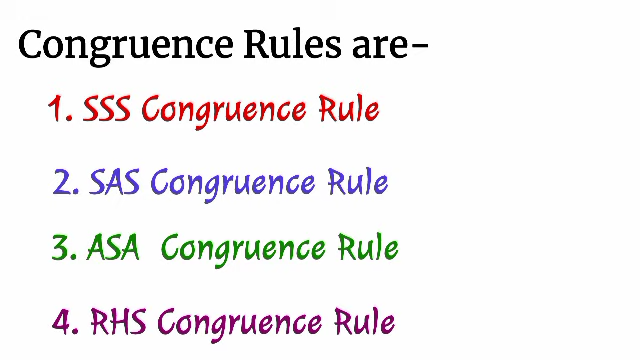 Congruence Rules are-
1. SSS Congruence Rule
2. SAS Congruence Rule
3. ASA Congruence Rule
4. RHS Congruence Rule